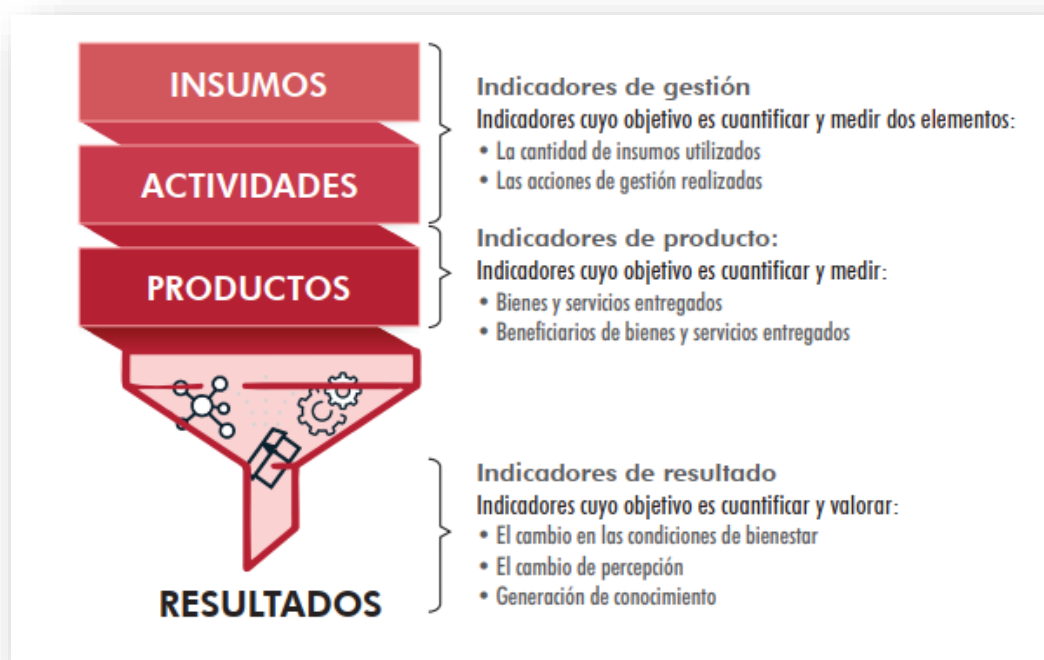 INSUMOS
ACTIVIDADES
PRODUCTOS
RESULTADOS
Indicadores de gestión
Indicadores cuyo objetivo es cuantificar y medir dos elementos:
• La cantidad de insumos utilizados
• Las acciones de gestión realizadas
Indicadores de producto:
Indicadores cuyo objetivo es cuantificar y medir:
• Bienes y servicios entregados
• Beneficiarios de bienes y servicios entregados
Indicadores de resultado
Indicadores cuyo objetivo es cuantificar y valorar:
• El cambio en las condiciones de bienestar
• El cambio de percepción
• Generación de conocimiento